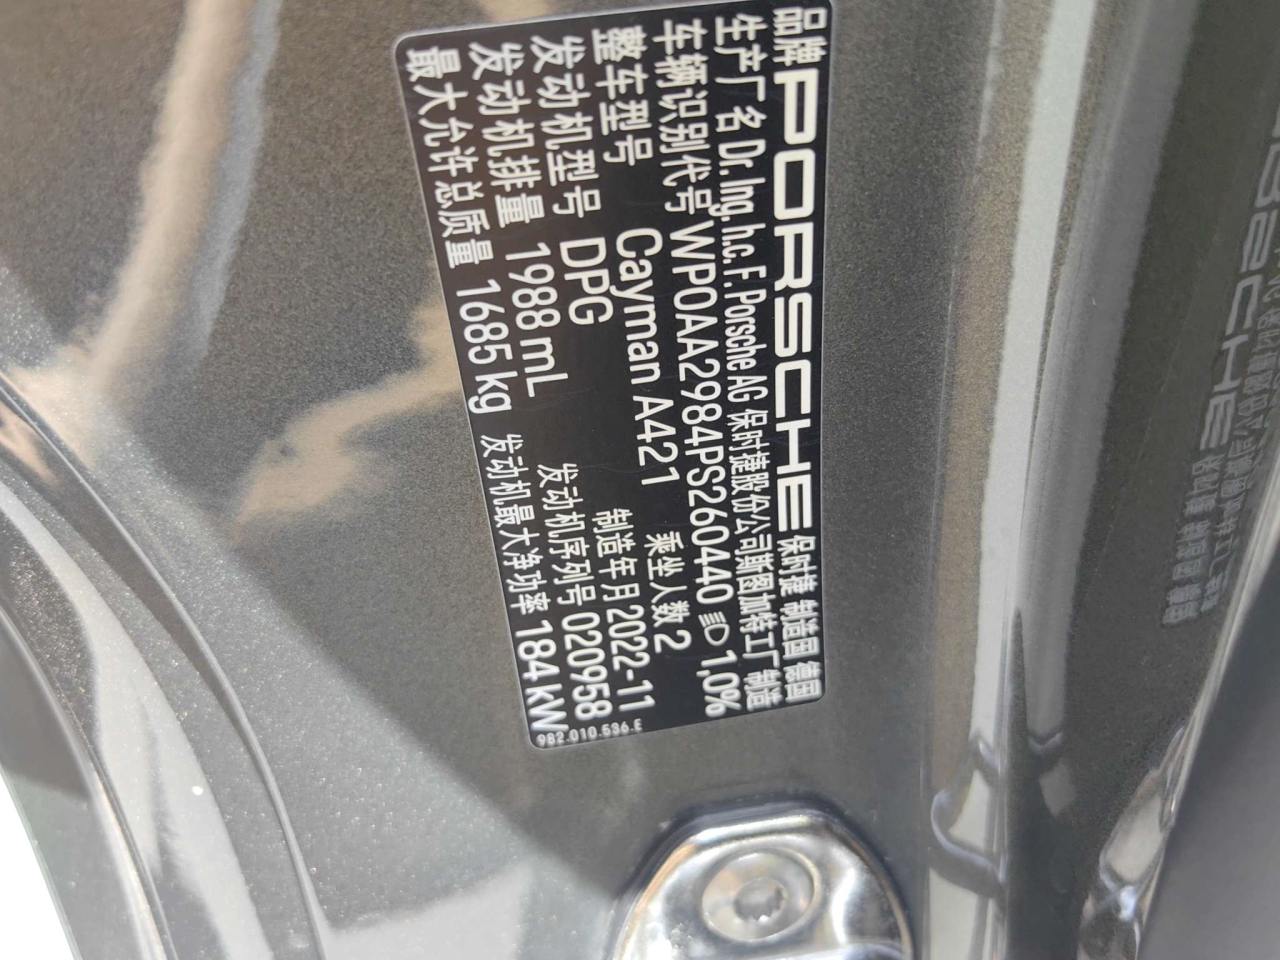 品牌 PORSCHE 保时捷 制造国 德国
生产厂名 Dr. Ing. h.c. F. Porsche AG 保时捷股份公司斯图加特工厂制造
车辆识别代号 WP0AA2984PS260440 1,0%
整车型号 Cayman A421 乘坐人数 2
发动机型号 DPG 制造年月 2022-11
发动机排量 1988 mL 发动机序列号 020958
最大允许总质量 1685 kg 发动机最大净功率 184 kW
982.010.536.E